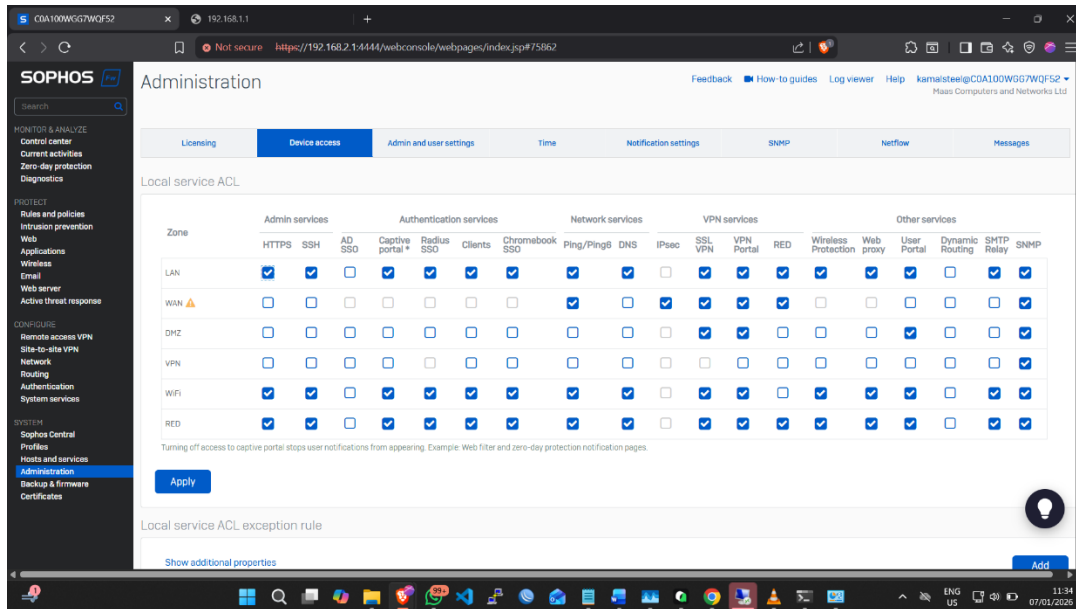 C0A100WGG7WQF52
192.168.1.1
Not secure https://192.168.2.1:4444/webconsole/webpages/index.jsp#75862
SOPHOS FW
Search
MONITOR & ANALYZE
Control center
Current activities
Zero-day protection
Diagnostics
PROTECT
Rules and policies
Intrusion prevention
Web
Applications
Wireless
Email
Web server
Active threat response
CONFIGURE
Remote access VPN
Site-to-site VPN
Network
Routing
Authentication
System services
SYSTEM
Sophos Central
Profiles
Hosts and services
Administration
Backup & firmware
Certificates
Administration
Feedback How-to guides Log viewer Help kamalsteel@C0A100WGG7WQF52
Maas Computers and Networks Ltd
Licensing Device access Admin and user settings Time Notification settings SNMP Netflow Messages
Local service ACL
Zone
Admin services Authentication services Network services VPN services Other services
HTTPS SSH AD SSO Captive portal * Radius SSO Clients Chromebook SSO Ping/Ping6 DNS IPsec SSL VPN VPN Portal RED Wireless Protection Web proxy User Portal Dynamic Routing SMTP Relay SNMP
LAN
WAN
DMZ
VPN
WiFi
RED
Turning off access to captive portal stops user notifications from appearing. Example: Web filter and zero-day protection notification pages.
Apply
Local service ACL exception rule
Show additional properties
Add
99+
ENG
US
11:34
07/01/2026